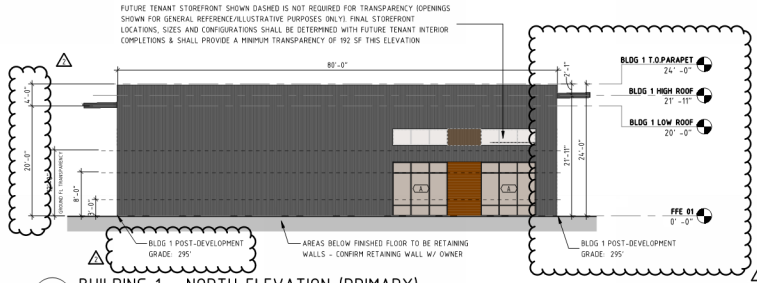 FUTURE TENANT STOREFRONT SHOWN DASHED IS NOT REQUIRED FOR TRANSPARENCY (OPENINGS
SHOWN FOR GENERAL REFERENCE/ILLUSTRATIVE PURPOSES ONLY). FINAL STOREFRONT
LOCATIONS, SIZES AND CONFIGURATIONS SHALL BE DETERMINED WITH FUTURE TENANT INTERIOR
COMPLETIONS & SHALL PROVIDE A MINIMUM TRANSPARENCY OF 192 SF THIS ELEVATION
2
80'-0"
2'-1"
BLDG 1 T.O.PARAPET
24' -0"
BLDG 1 HIGH ROOF
21' -11"
BLDG 1 LOW ROOF
20' -0"
4'-0"
20'-0"
GROUND FL TRANSPARENCY
8'-0"
3'-0"
A
A
21'-11"
24'-0"
FFE 01
0' -0"
2
BLDG 1 POST-DEVELOPMENT
GRADE: 295'
AREAS BELOW FINISHED FLOOR TO BE RETAINING
WALLS - CONFIRM RETAINING WALL W/ OWNER
BLDG 1 POST-DEVELOPMENT
GRADE: 295'
BUILDING 1 - NORTH ELEVATION (PRIMARY)